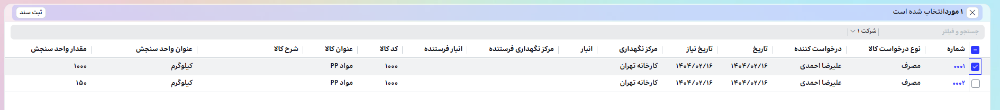 ۱ موردانتخاب شده است ثبت سند
جستجو و فیلتر شرکت ۱
شماره نوع درخواست کالا درخواست کننده تاریخ تاریخ نیاز مرکز نگهداری انبار مرکز نگهداری فرستنده انبار فرستنده کد کالا عنوان کالا شرح کالا عنوان واحد سنجش مقدار واحد سنجش
۰۰۰۱ مصرف علیرضا احمدی ۱۴۰۴/۰۲/۱۶ ۱۴۰۴/۰۲/۱۶ کارخانه تهران ۱۰۰۰ مواد PP کیلوگرم ۱۰۰۰
۰۰۰۲ مصرف علیرضا احمدی ۱۴۰۴/۰۲/۱۶ ۱۴۰۴/۰۲/۱۶ کارخانه تهران ۱۰۰۰ مواد PP کیلوگرم ۱۵۰